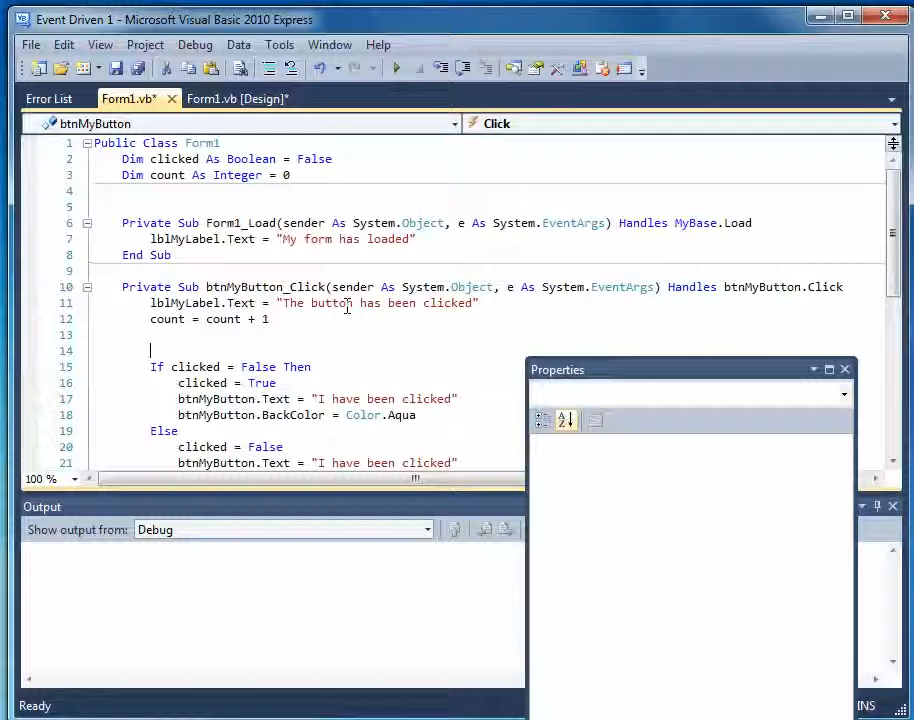 Event Driven 1 - Microsoft Visual Basic 2010 Express
File Edit View Project Debug Data Tools Window Help
Error List Form1.vb* Form1.vb [Design]*
btnMyButton Click
1 Public Class Form1
2 Dim clicked As Boolean = False
3 Dim count As Integer = 0
4
5
6 Private Sub Form1_Load(sender As System.Object, e As System.EventArgs) Handles MyBase.Load
7 lblMyLabel.Text = "My form has loaded"
8 End Sub
9
10 Private Sub btnMyButton_Click(sender As System.Object, e As System.EventArgs) Handles btnMyButton.Click
11 lblMyLabel.Text = "The button has been clicked"
12 count = count + 1
13
14
15 If clicked = False Then
16 clicked = True
17 btnMyButton.Text = "I have been clicked"
18 btnMyButton.BackColor = Color.Aqua
19 Else
20 clicked = False
21 btnMyButton.Text = "I have been clicked"
100 %
Properties
Output
Show output from: Debug
Ready INS